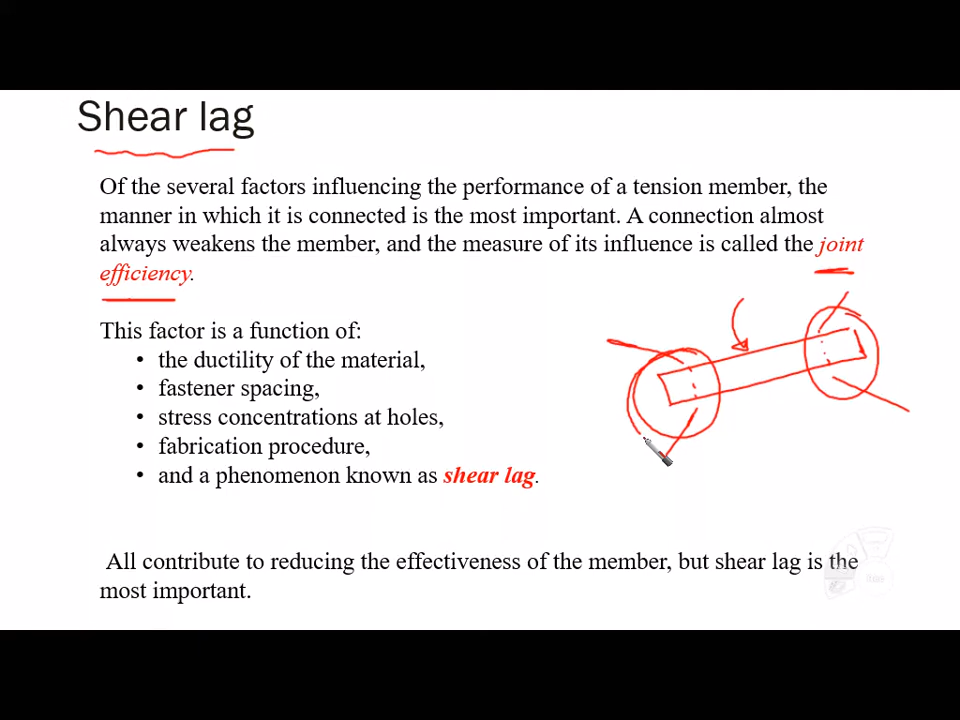 Shear lag
Of the several factors influencing the performance of a tension member, the
manner in which it is connected is the most important. A connection almost
always weakens the member, and the measure of its influence is called the joint
efficiency.
This factor is a function of:
• the ductility of the material,
• fastener spacing,
• stress concentrations at holes,
• fabrication procedure,
• and a phenomenon known as shear lag.
All contribute to reducing the effectiveness of the member, but shear lag is the
most important.